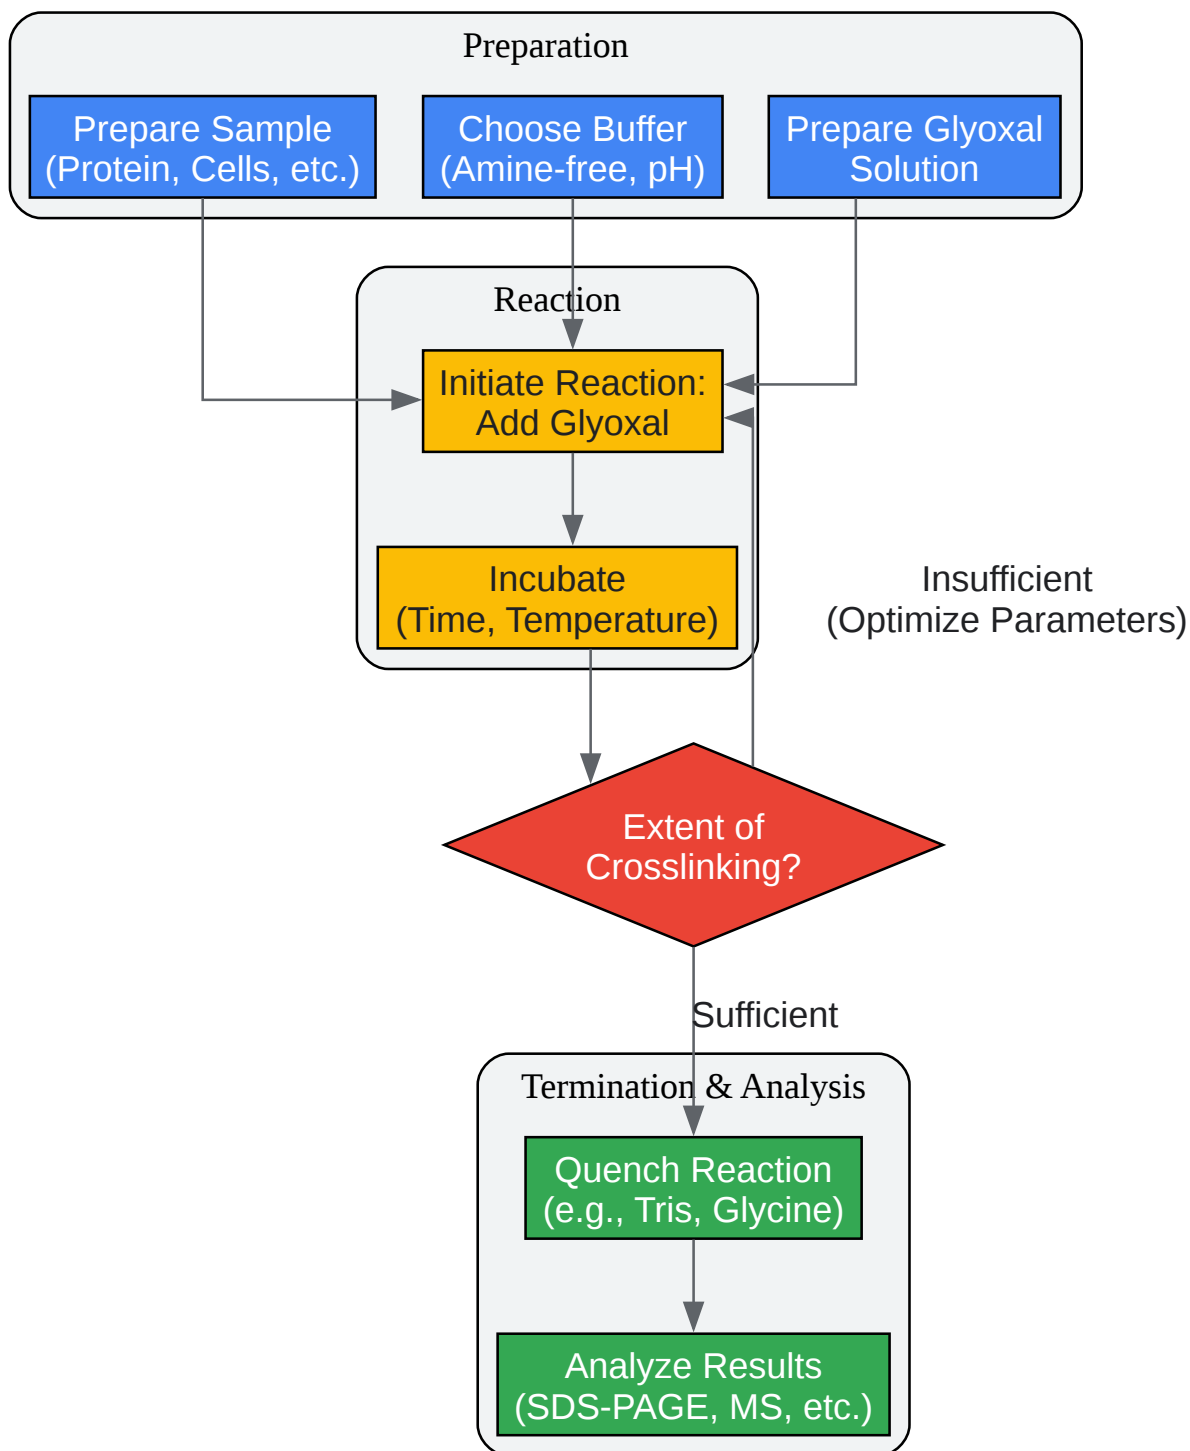 Preparation
Prepare Sample
(Protein, Cells, etc.)
Choose Buffer
(Amine-free, pH)
Prepare Glyoxal
Solution
Reaction
Initiate Reaction:
Add Glyoxal
Incubate
(Time, Temperature)
Insufficient
(Optimize Parameters)
Extent of
Crosslinking?
Sufficient
Termination & Analysis
Quench Reaction
(e.g., Tris, Glycine)
Analyze Results
(SDS-PAGE, MS, etc.)